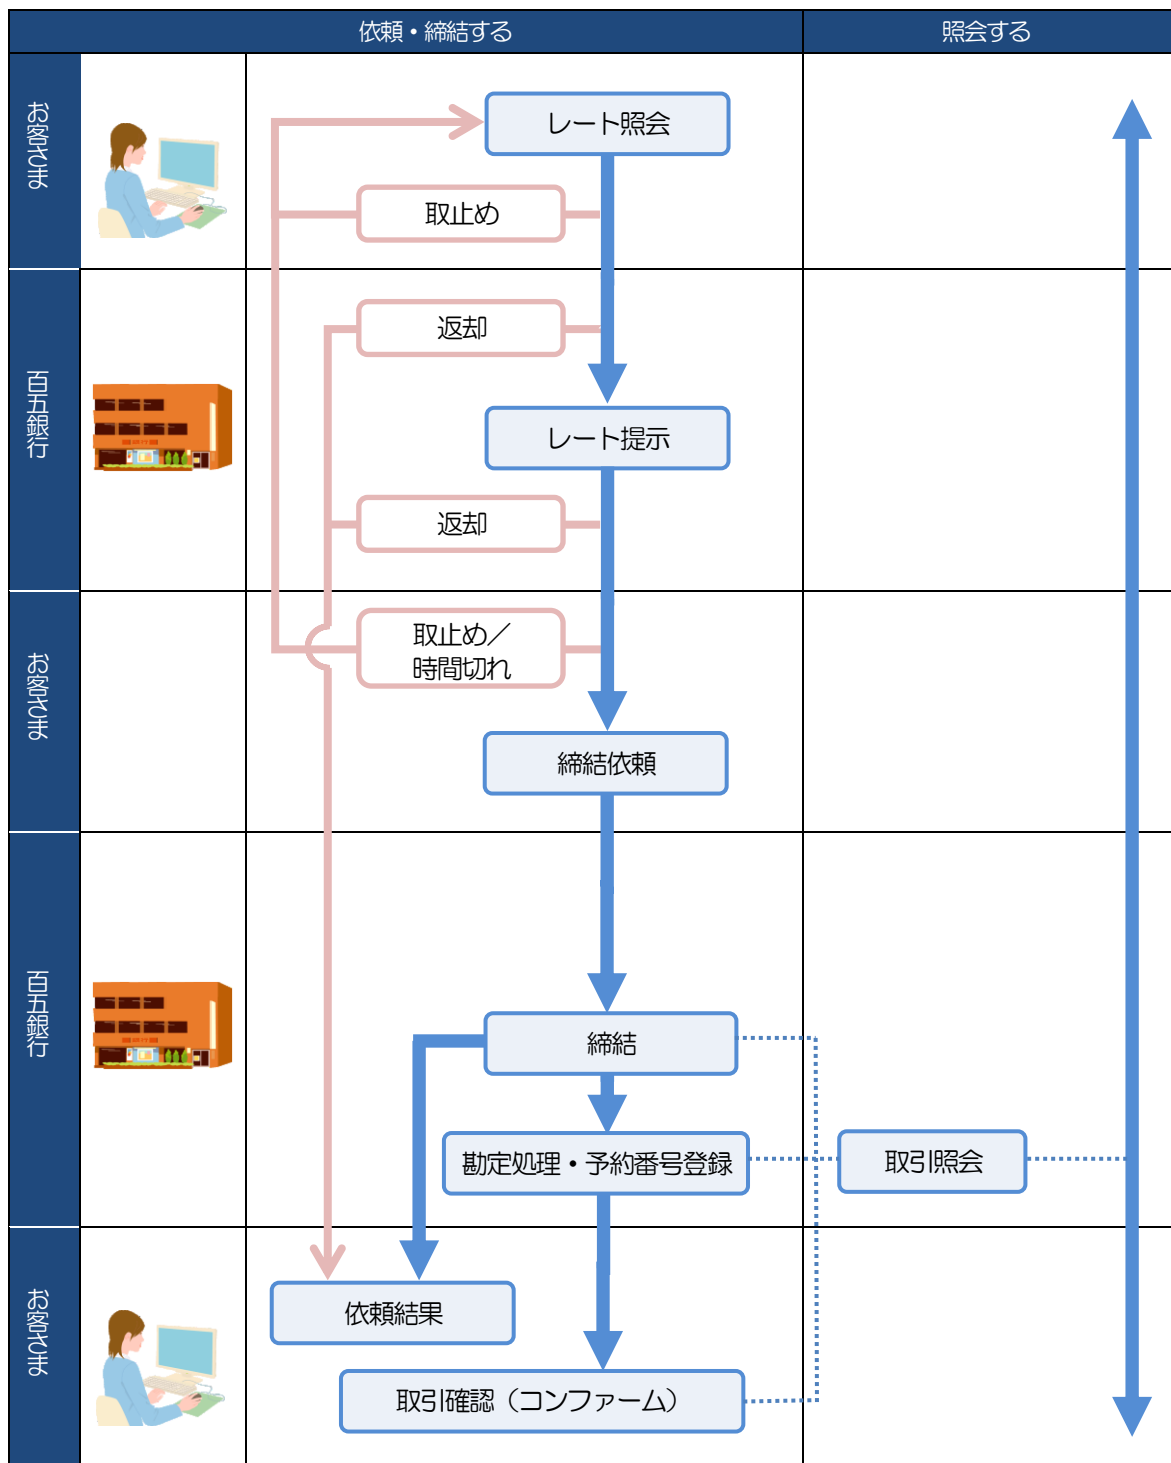 依頼・締結する
照会する
お客さま
レート照会
取止め
百五銀行
返却
レート提示
返却
お客さま
取止め／
時間切れ
締結依頼
百五銀行
締結
勘定処理・予約番号登録
取引照会
お客さま
依頼結果
取引確認（コンファーム）